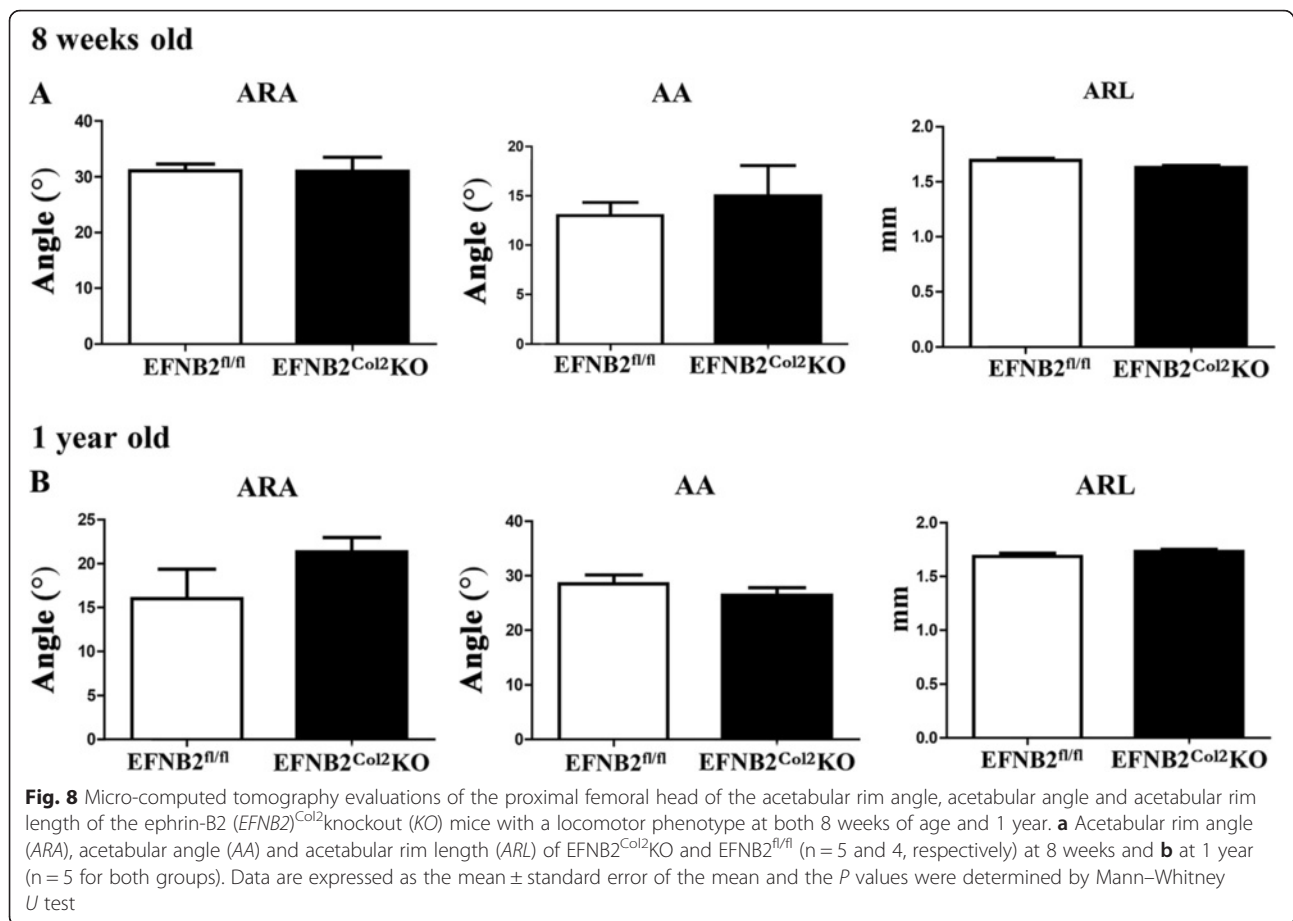 8 weeks old
A
ARA
AA
ARL
Angle (°)
40
30
20
10
0
EFNB2fl/fl
EFNB2Col2KO
Angle (°)
20
15
10
5
0
EFNB2fl/fl
EFNB2Col2KO
mm
2.0
1.5
1.0
0.5
0.0
EFNB2fl/fl
EFNB2Col2KO
1 year old
B
ARA
AA
ARL
Angle (°)
25
20
15
10
5
0
EFNB2fl/fl
EFNB2Col2KO
Angle (°)
40
30
20
10
0
EFNB2fl/fl
EFNB2Col2KO
mm
2.0
1.5
1.0
0.5
0.0
EFNB2fl/fl
EFNB2Col2KO
Fig. 8 Micro-computed tomography evaluations of the proximal femoral head of the acetabular rim angle, acetabular angle and acetabular rim
length of the ephrin-B2 (EFNB2)Col2knockout (KO) mice with a locomotor phenotype at both 8 weeks of age and 1 year. a Acetabular rim angle
(ARA), acetabular angle (AA) and acetabular rim length (ARL) of EFNB2Col2KO and EFNB2fl/fl (n = 5 and 4, respectively) at 8 weeks and b at 1 year
(n = 5 for both groups). Data are expressed as the mean ± standard error of the mean and the P values were determined by Mann–Whitney
U test